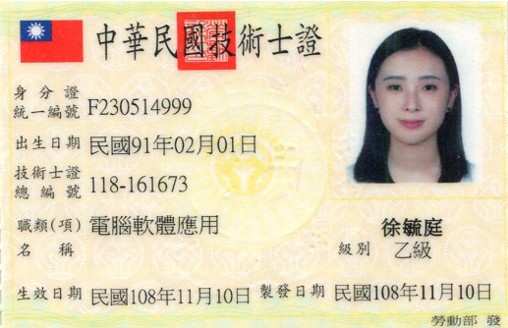 中華民國技術士證
身分證統一編號 F230514999
出生日期 民國91年02月01日
技術士證總編號 118-161673
職類(項)名稱 電腦軟體應用
徐毓庭
級別 乙級
生效日期 民國108年11月10日 製發日期 民國108年11月10日
勞動部 發